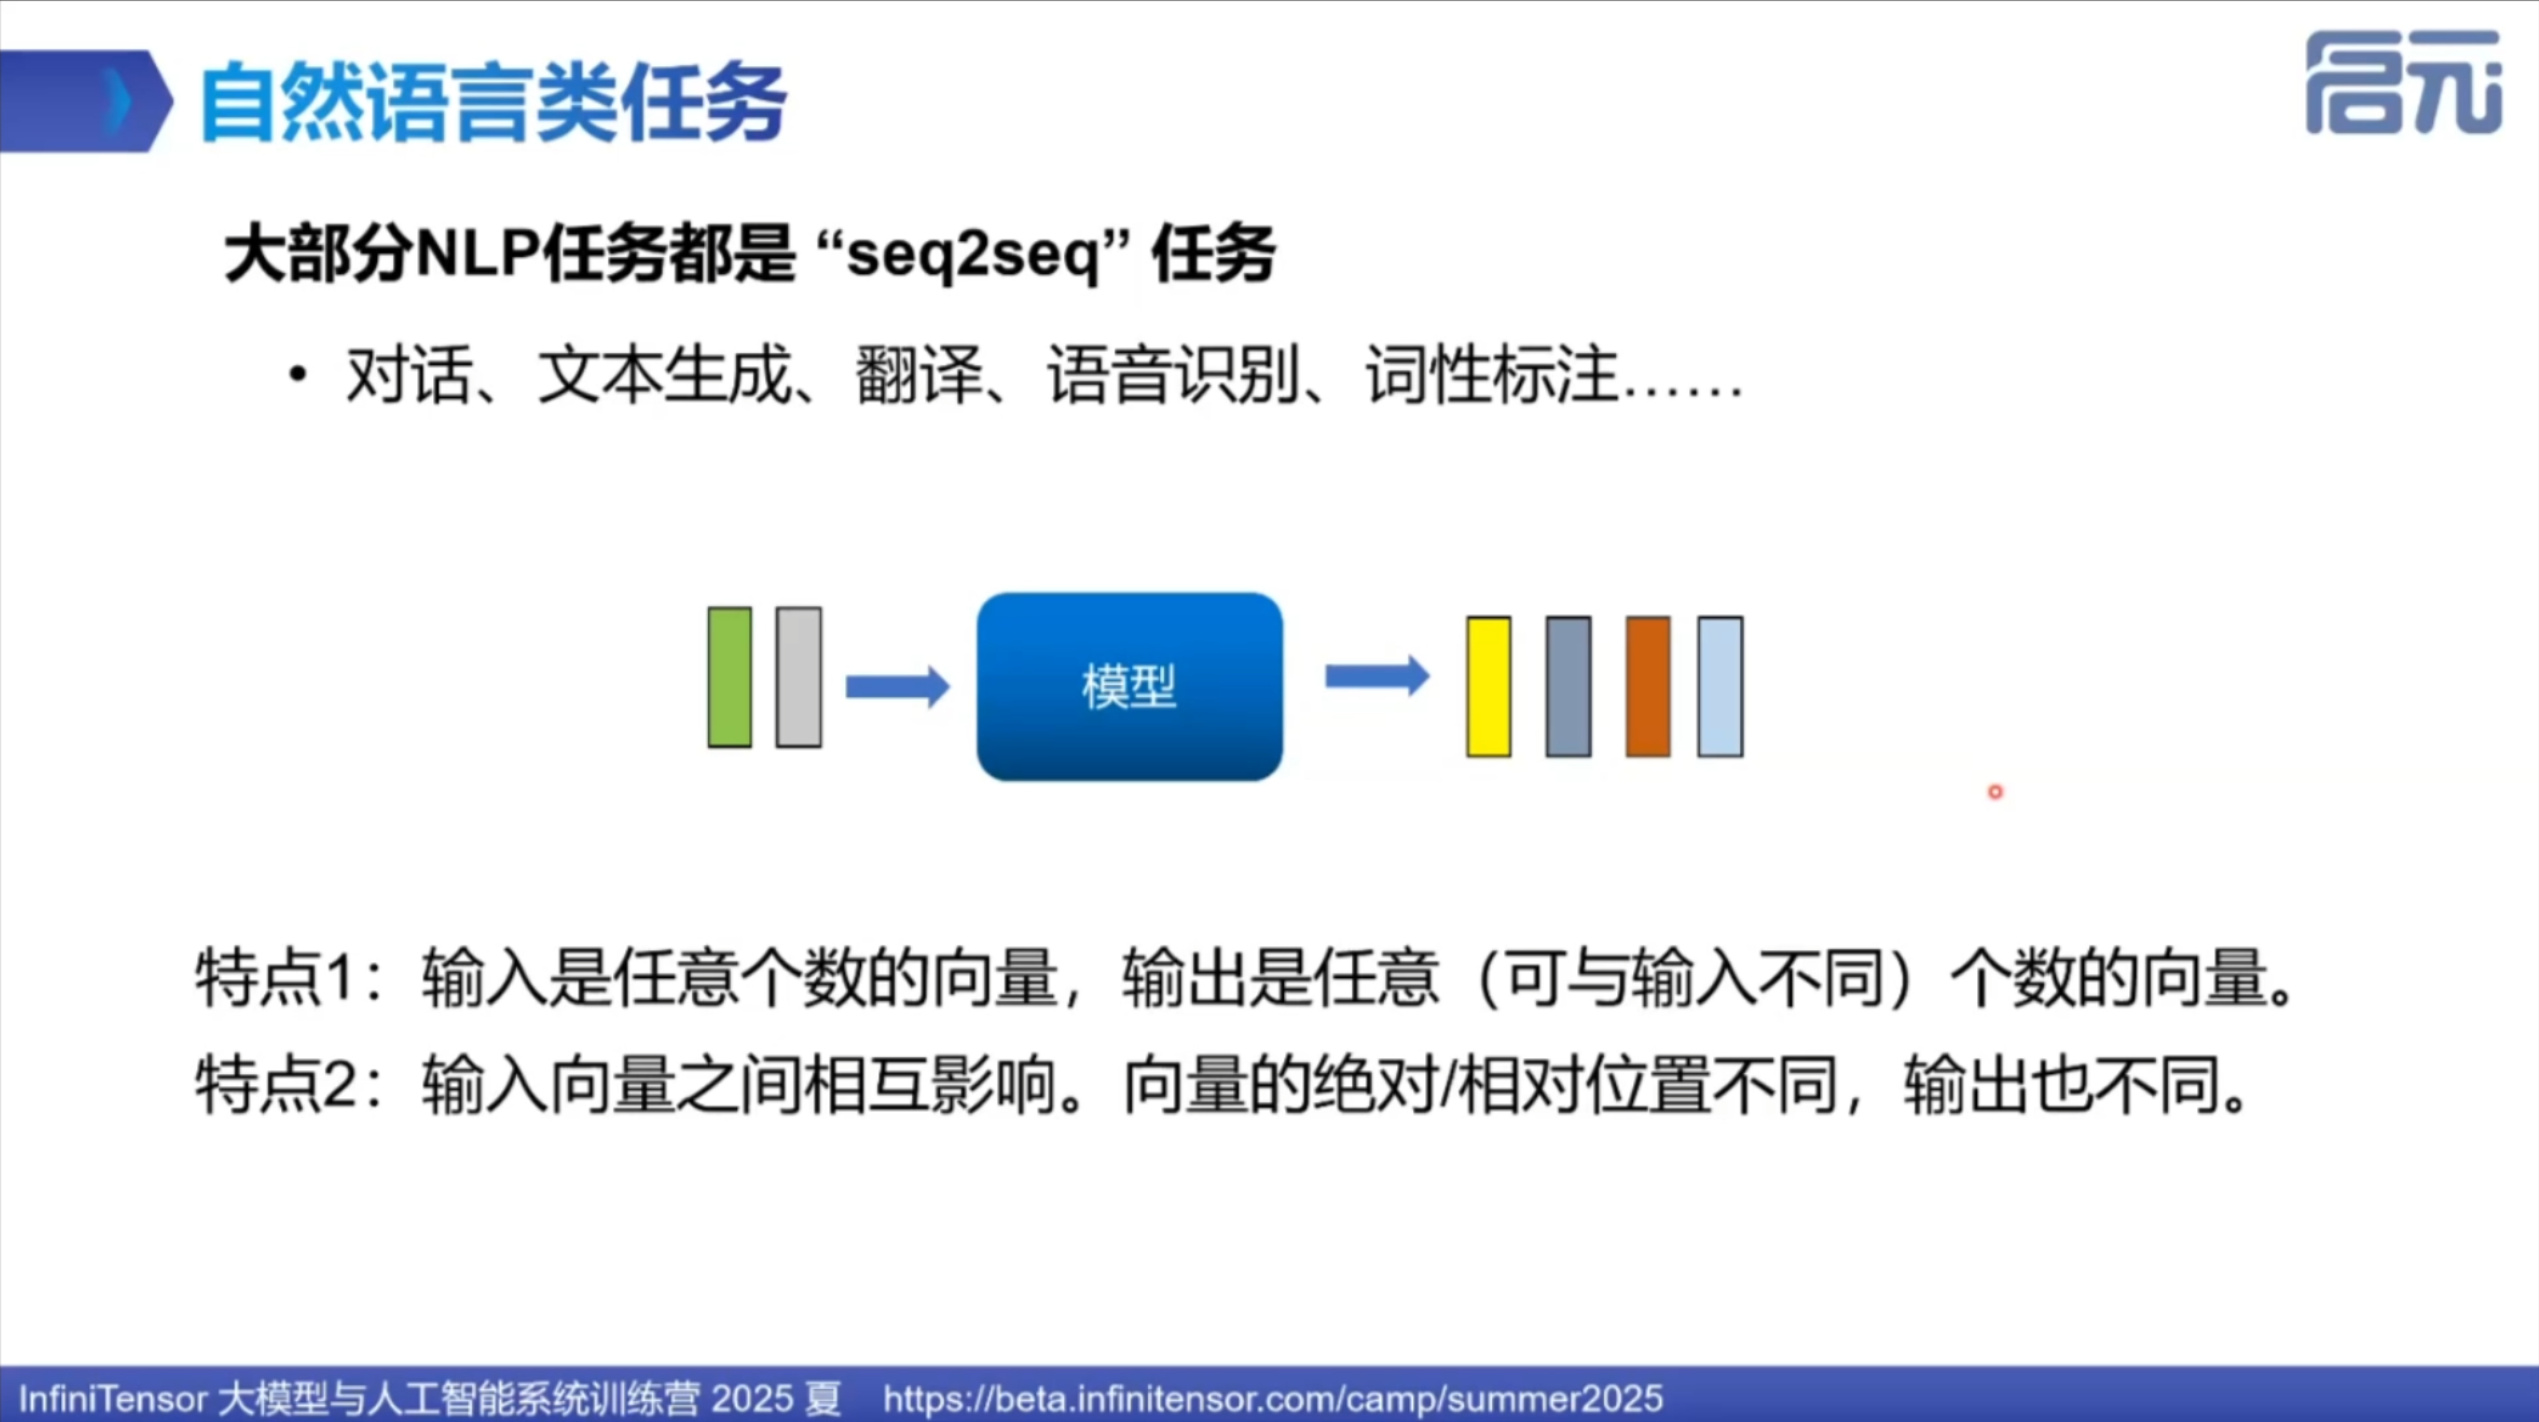 自然语言类任务
启元
大部分NLP任务都是 “seq2seq” 任务
• 对话、文本生成、翻译、语音识别、词性标注……
模型
特点1：输入是任意个数的向量，输出是任意（可与输入不同）个数的向量。
特点2：输入向量之间相互影响。向量的绝对/相对位置不同，输出也不同。
InfiniTensor 大模型与人工智能系统训练营 2025 夏 https://beta.infinitensor.com/camp/summer2025